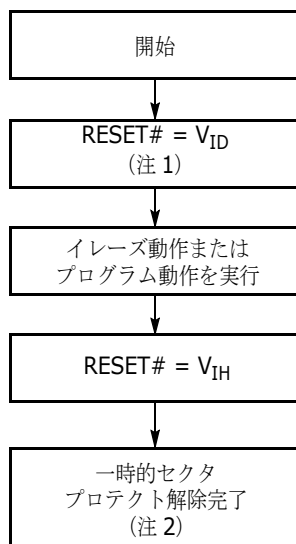 開始
RESET# = VID
(注 1)
イレーズ動作または
プログラム動作を実行
RESET# = VIH
一時的セクタ
プロテクト解除完了
(注 2)